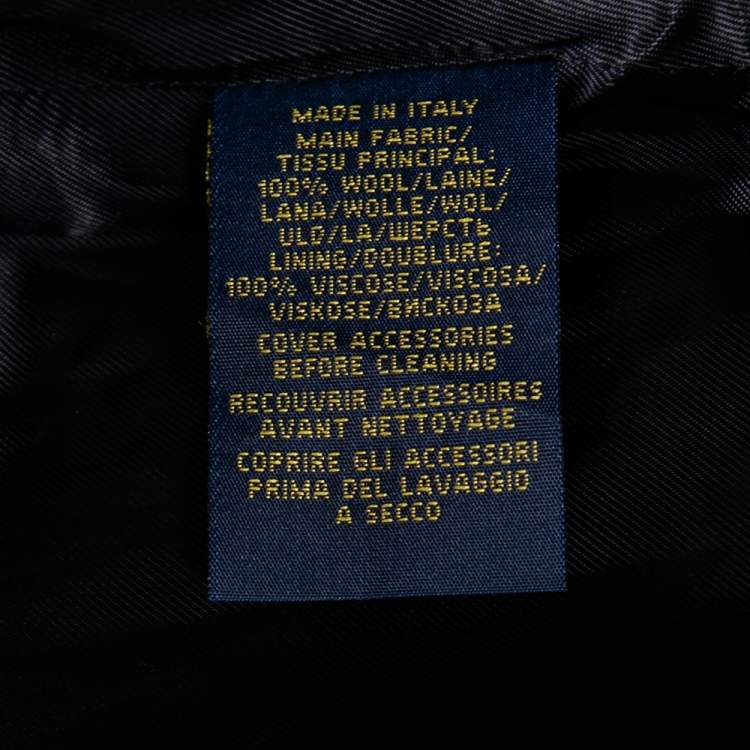 MADE IN ITALY
MAIN FABRIC/
TISSU PRINCIPAL:
100% WOOL/LAINE/
LANA/WOLLE/WOL/
ULD/LA/ШЕРСТЬ
LINING/DOUBLURE:
100% VISCOSE/VISCOSA/
VISKOSE/ВИСКОЗА
COVER ACCESSORIES
BEFORE CLEANING
RECOUVRIR ACCESSOIRES
AVANT NETTOYAGE
COPRIRE GLI ACCESSORI
PRIMA DEL LAVAGGIO
A SECCO